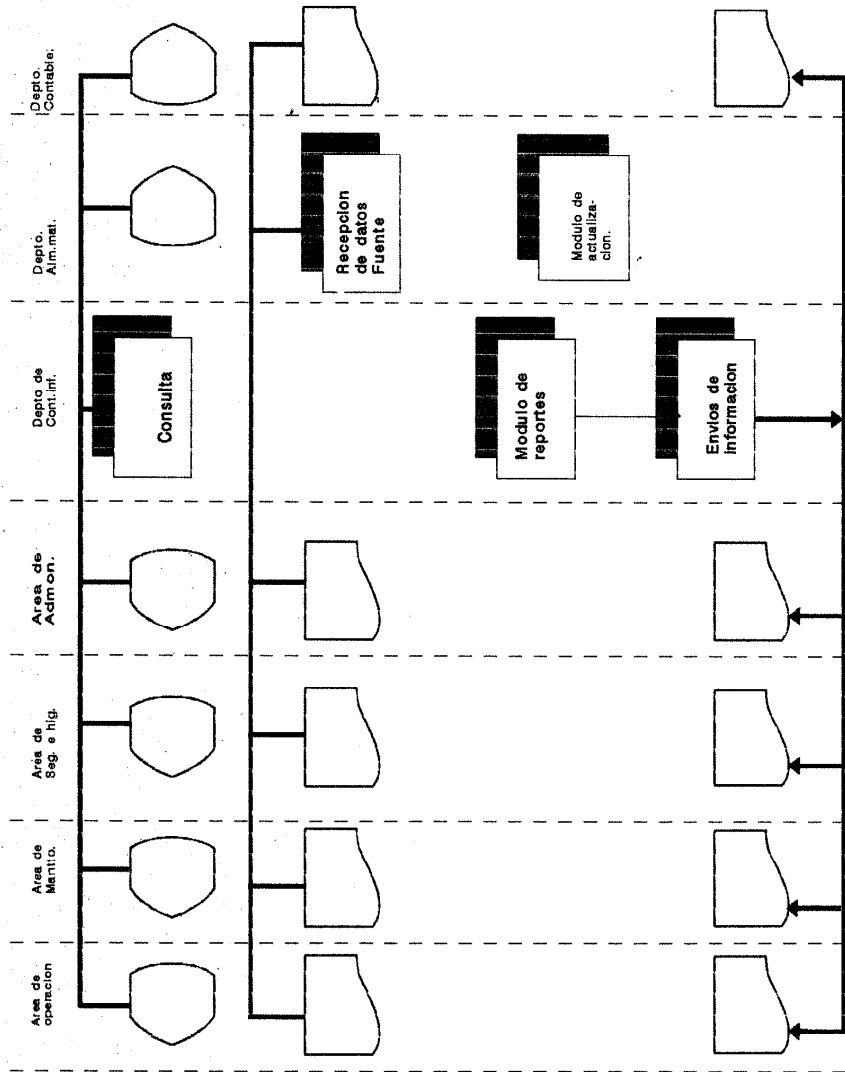 Area de
operacion
Area de
Mantto.
Area de
Seg. e hig.
Area de
Admon.
Depto de
Cont.inf.
Depto.
Alm.mat.
Depto.
Contable.
Consulta
Recepcion
de datos
Fuente
Modulo de
reportes
Modulo de
actualiza-
cion.
Envios de
informacion